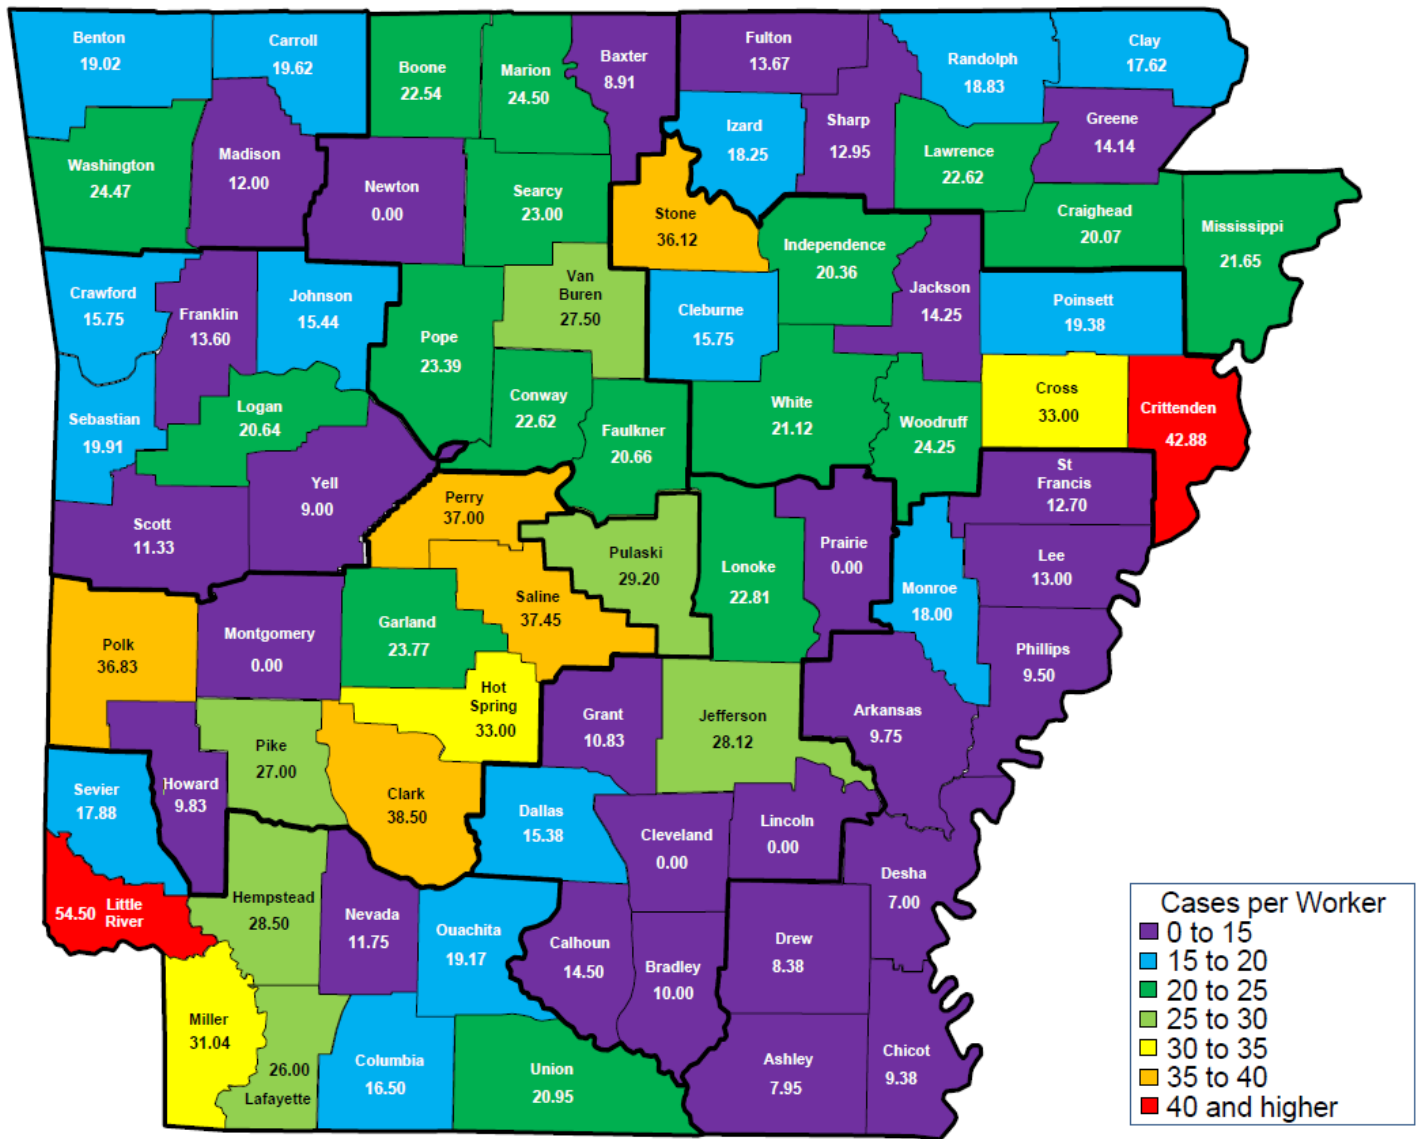 Benton
19.02
Carroll
19.62
Boone
22.54
Marion
24.50
Baxter
8.91
Fulton
13.67
Randolph
18.83
Clay
17.62
Izard
18.25
Sharp
12.95
Greene
14.14
Washington
24.47
Madison
12.00
Newton
0.00
Searcy
23.00
Stone
36.12
Lawrence
22.62
Independence
20.36
Craighead
20.07
Mississippi
21.65
Crawford
15.75
Franklin
13.60
Johnson
15.44
Pope
23.39
Van
Buren
27.50
Cleburne
15.75
Jackson
14.25
Poinsett
19.38
Sebastian
19.91
Logan
20.64
Conway
22.62
Faulkner
20.66
White
21.12
Woodruff
24.25
Cross
33.00
Crittenden
42.88
Scott
11.33
Yell
9.00
Perry
37.00
Pulaski
29.20
Lonoke
22.81
Prairie
0.00
St
Francis
12.70
Lee
13.00
Monroe
18.00
Phillips
9.50
Polk
36.83
Montgomery
0.00
Garland
23.77
Saline
37.45
Hot
Spring
33.00
Grant
10.83
Jefferson
28.12
Arkansas
9.75
Sevier
17.88
Howard
9.83
Pike
27.00
Clark
38.50
Dallas
15.38
Cleveland
0.00
Lincoln
0.00
Desha
7.00
54.50 Little
River
Hempstead
28.50
Nevada
11.75
Ouachita
19.17
Calhoun
14.50
Bradley
10.00
Drew
8.38
Miller
31.04
26.00
Lafayette
Columbia
16.50
Union
20.95
Ashley
7.95
Chicot
9.38
Cases per Worker
0 to 15
15 to 20
20 to 25
25 to 30
30 to 35
35 to 40
40 and higher